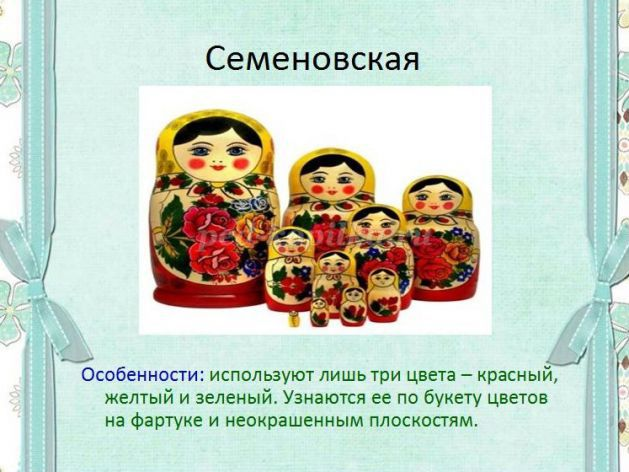 Семеновская
Особенности: используют лишь три цвета – красный,
желтый и зеленый. Узнаются ее по букету цветов
на фартуке и неокрашенным плоскостям.